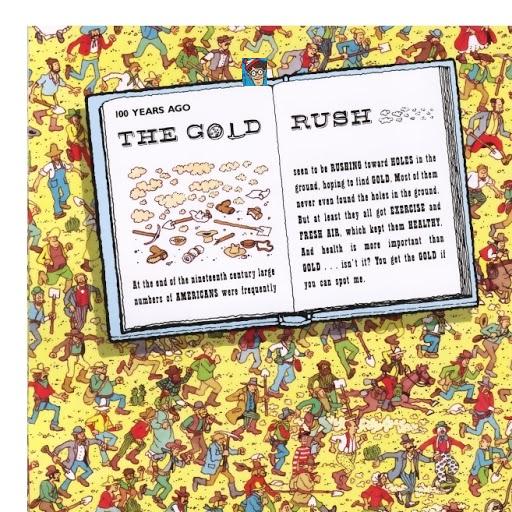 100 YEARS AGO
THE GOLD RUSH
At the end of the nineteenth century large
numbers of AMERICANS were frequently
seen to be RUSHING toward HOLES in the
ground, hoping to find GOLD. Most of them
never even found the holes in the ground.
But at least they all got EXERCISE and
FRESH AIR, which kept them HEALTHY.
And health is more important than
GOLD . . . isn't it? You get the GOLD if
you can spot me.